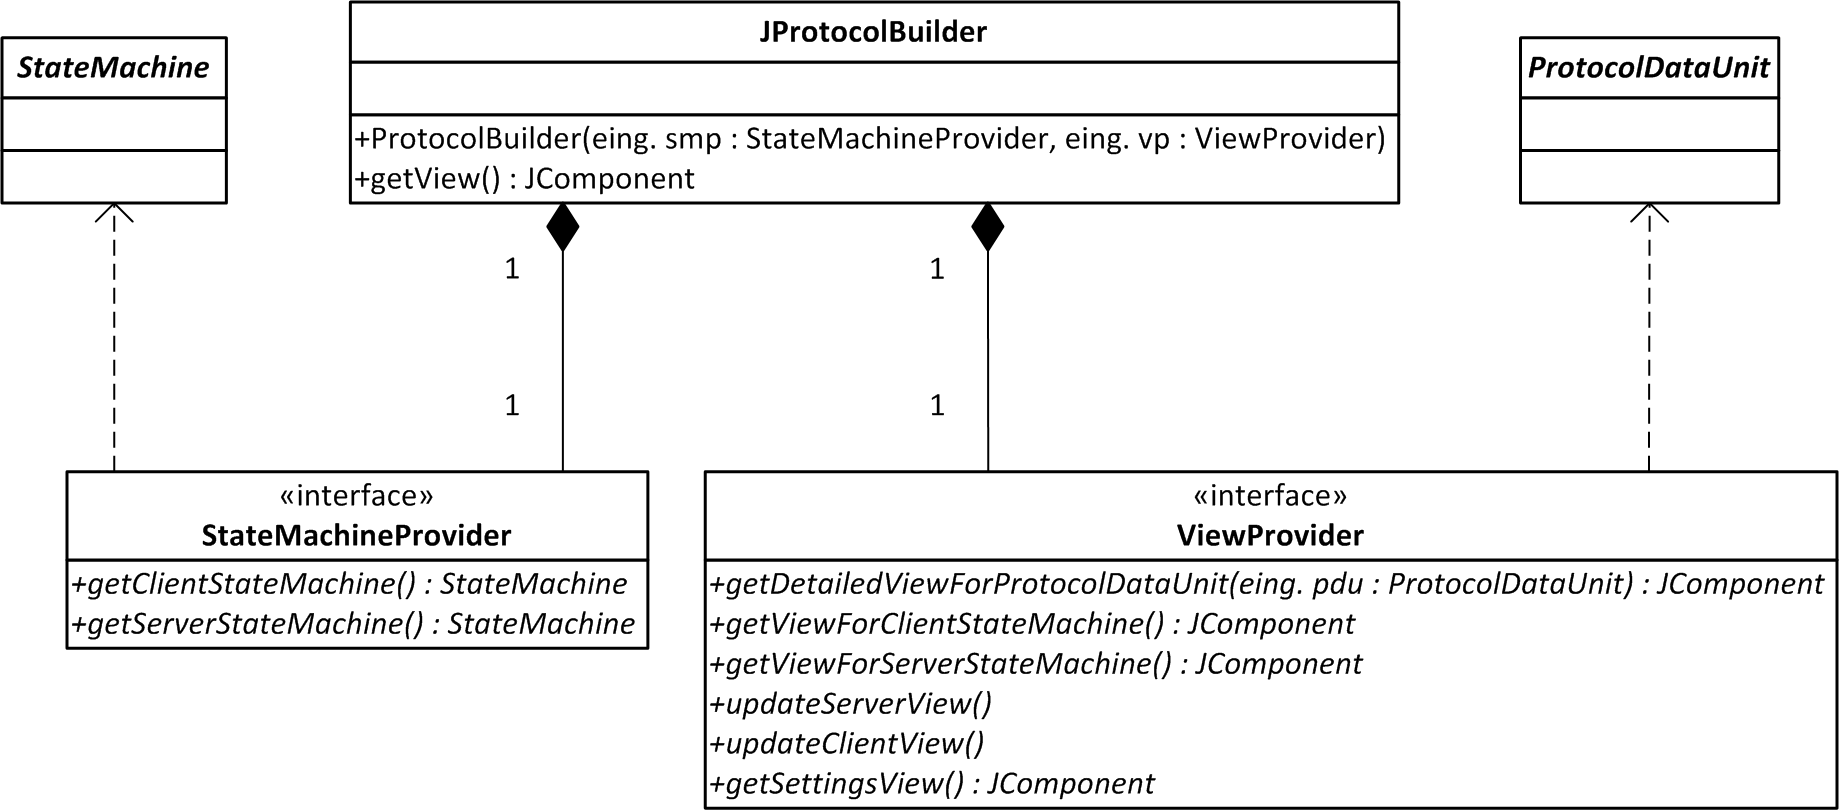 StateMachine
JProtocolBuilder
+ProtocolBuilder(eing. smp : StateMachineProvider, eing. vp : ViewProvider)
+getView() : JComponent
ProtocolDataUnit
1
1
1
1
«interface»
StateMachineProvider
+getClientStateMachine() : StateMachine
+getServerStateMachine() : StateMachine
«interface»
ViewProvider
+getDetailedViewForProtocolDataUnit(eing. pdu : ProtocolDataUnit) : JComponent
+getViewForClientStateMachine() : JComponent
+getViewForServerStateMachine() : JComponent
+updateServerView()
+updateClientView()
+getSettingsView() : JComponent